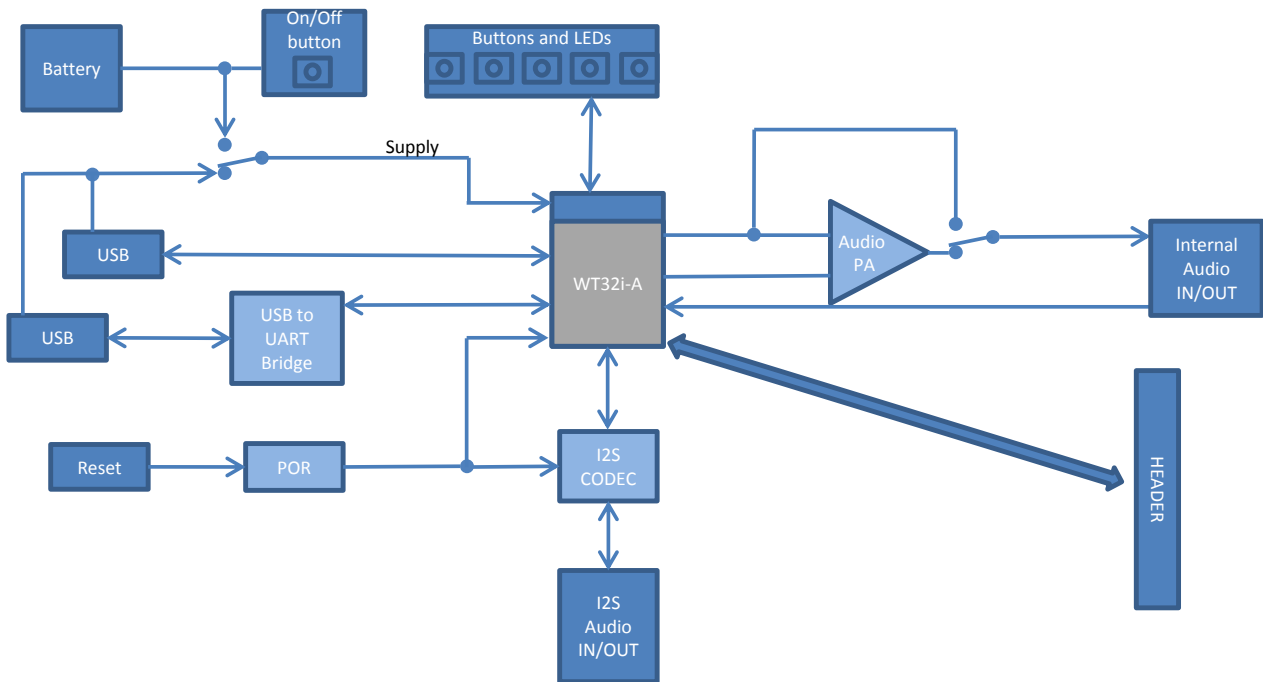 On/Off
button
Buttons and LEDs
Battery
Supply
USB
WT32i-A
Audio
PA
Internal
Audio
IN/OUT
USB
USB to
UART
Bridge
Reset
POR
I2S
CODEC
HEADER
I2S
Audio
IN/OUT